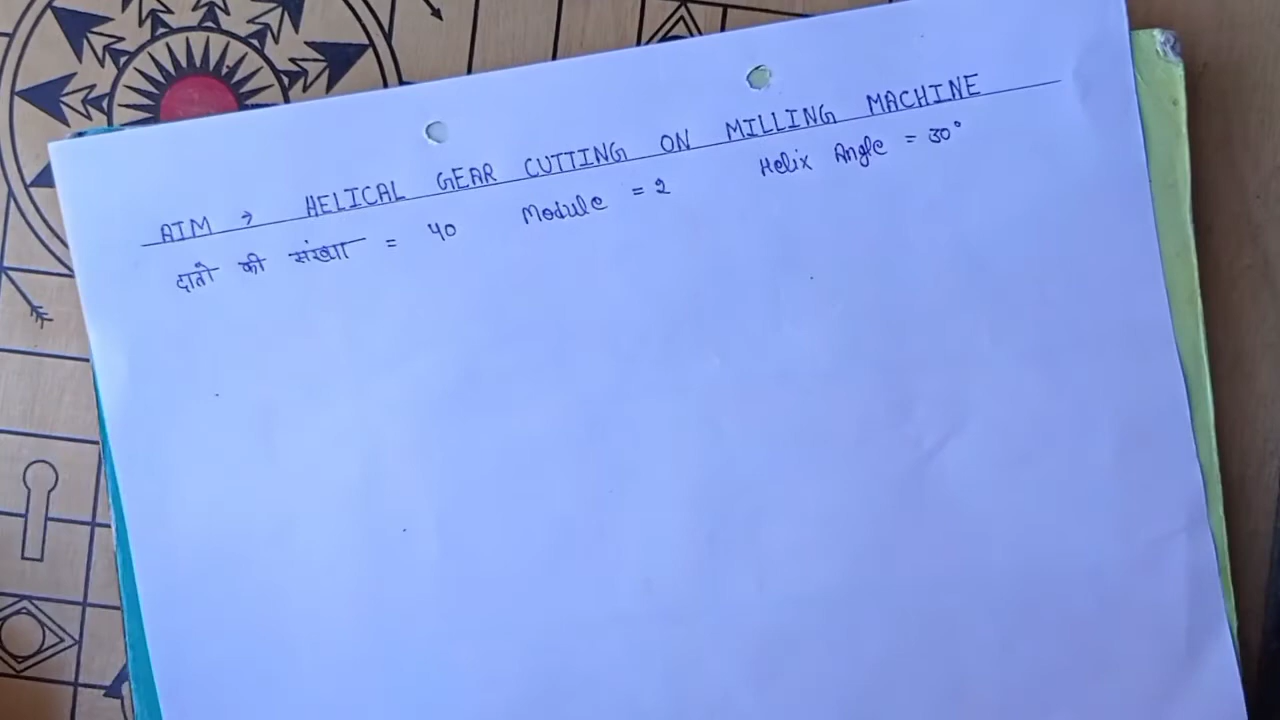 AIM → HELICAL GEAR CUTTING ON MILLING MACHINE
दातो की संख्या = 40 Module = 2 Helix Angle = 30°